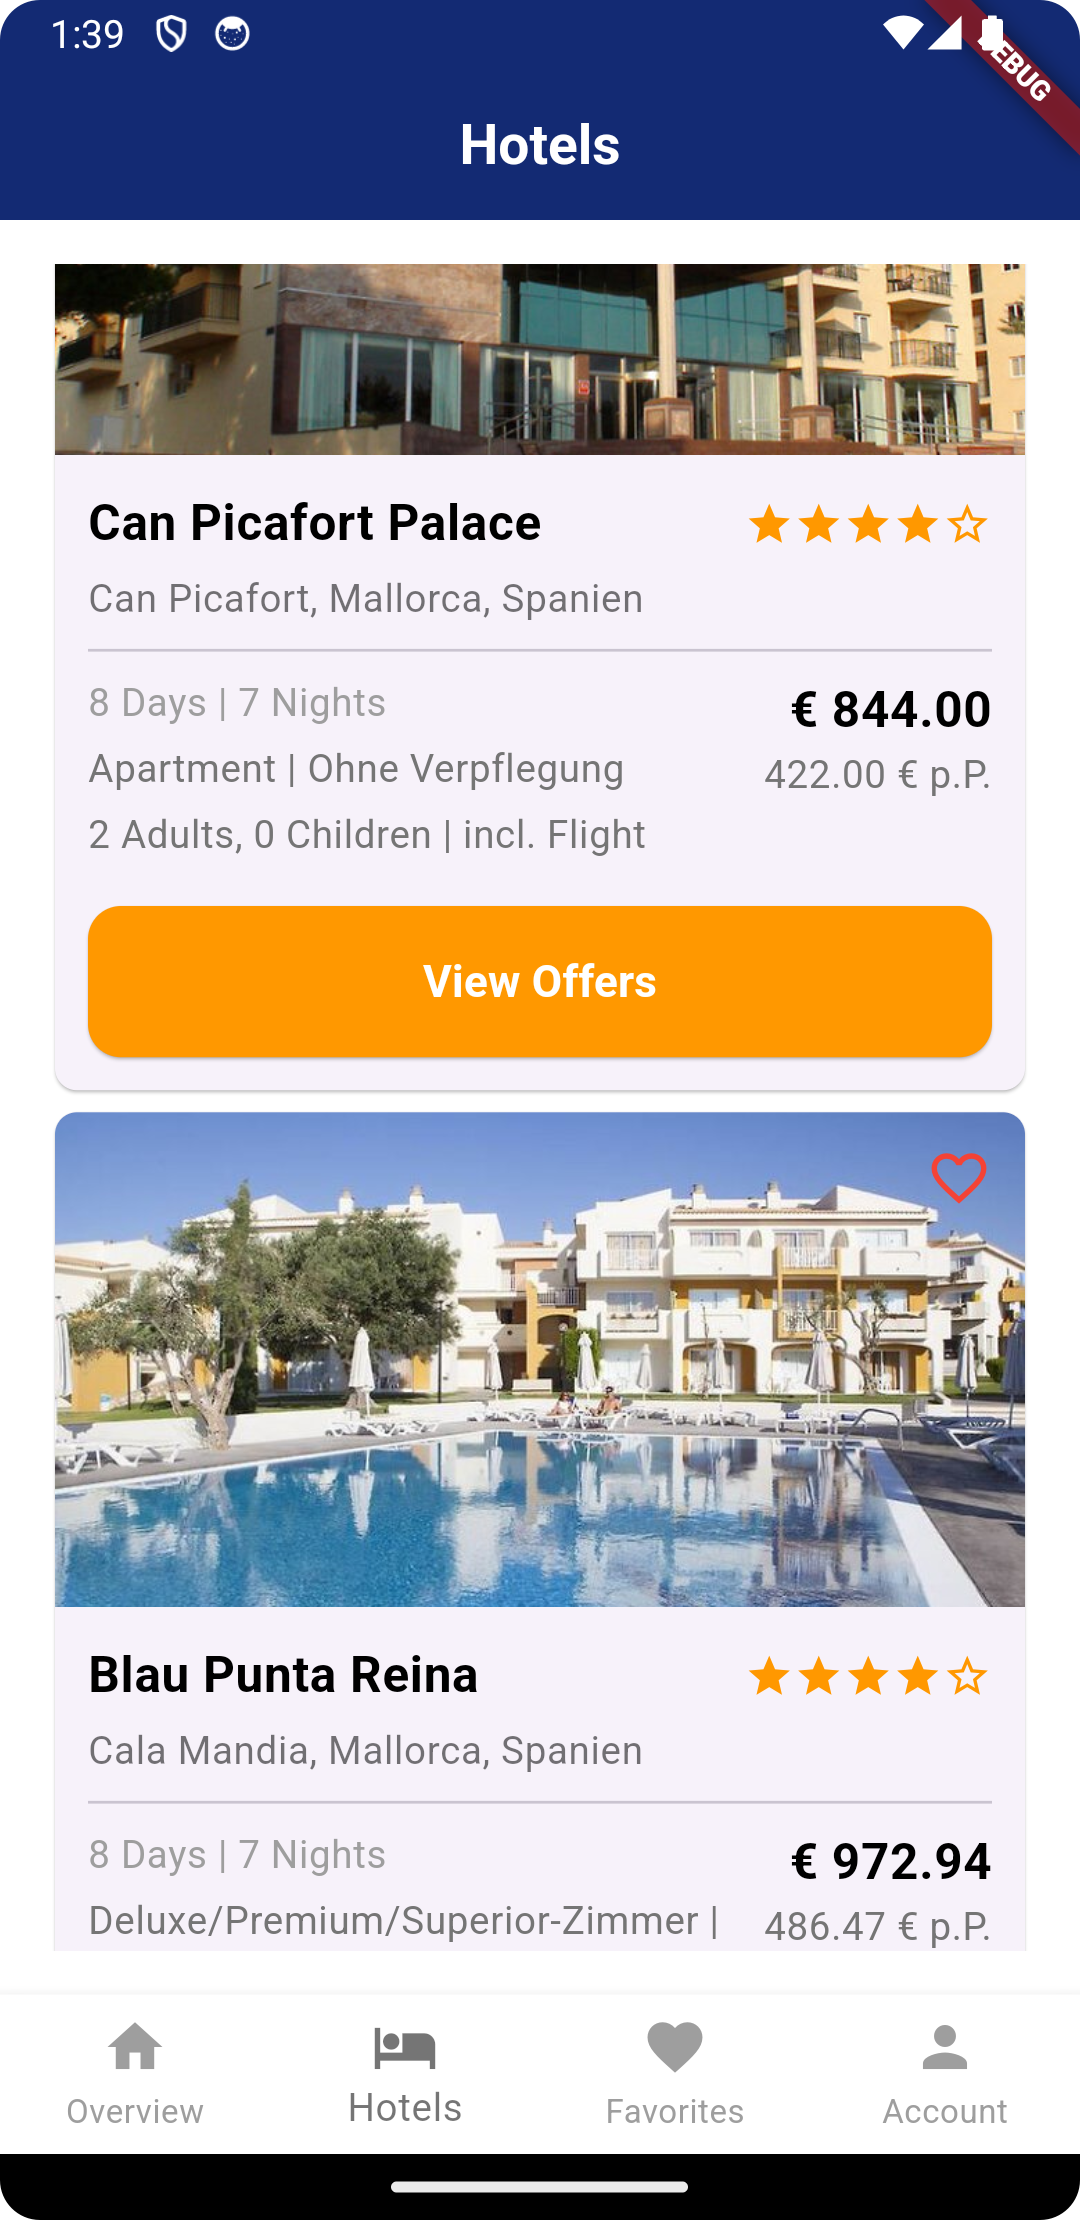 1:39
EBUG
Hotels
Can Picafort Palace
Can Picafort, Mallorca, Spanien
8 Days | 7 Nights
€ 844.00
Apartment | Ohne Verpflegung
422.00 € p.P.
2 Adults, 0 Children | incl. Flight
View Offers
Blau Punta Reina
Cala Mandia, Mallorca, Spanien
8 Days | 7 Nights
€ 972.94
Deluxe/Premium/Superior-Zimmer |
486.47 € p.P.
Overview
Hotels
Favorites
Account